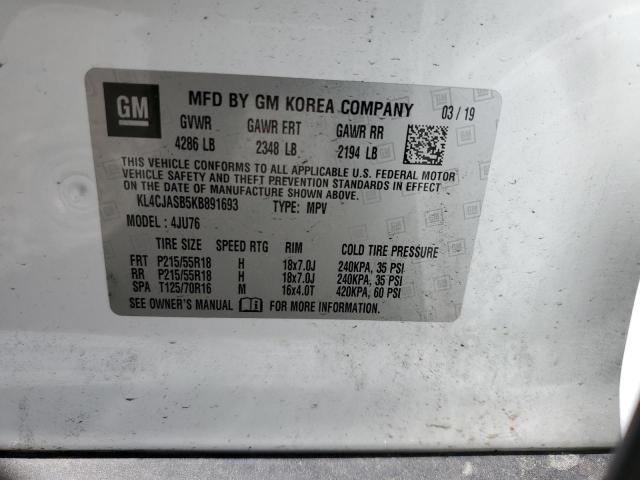 GM MFD BY GM KOREA COMPANY 03/19
GVWR GAWR FRT GAWR RR
4286 LB 2348 LB 2194 LB
THIS VEHICLE CONFORMS TO ALL APPLICABLE U.S. FEDERAL MOTOR
VEHICLE SAFETY AND THEFT PREVENTION STANDARDS IN EFFECT
ON THE DATE OF MANUFACTURE SHOWN ABOVE.
KL4CJASB5KB891693 TYPE: MPV
MODEL: 4JU76
TIRE SIZE SPEED RTG RIM COLD TIRE PRESSURE
FRT P215/55R18 H 18x7.0J 240KPA, 35 PSI
RR P215/55R18 H 18x7.0J 240KPA, 35 PSI
SPA T125/70R16 M 16x4.0T 420KPA, 60 PSI
SEE OWNER'S MANUAL FOR MORE INFORMATION.